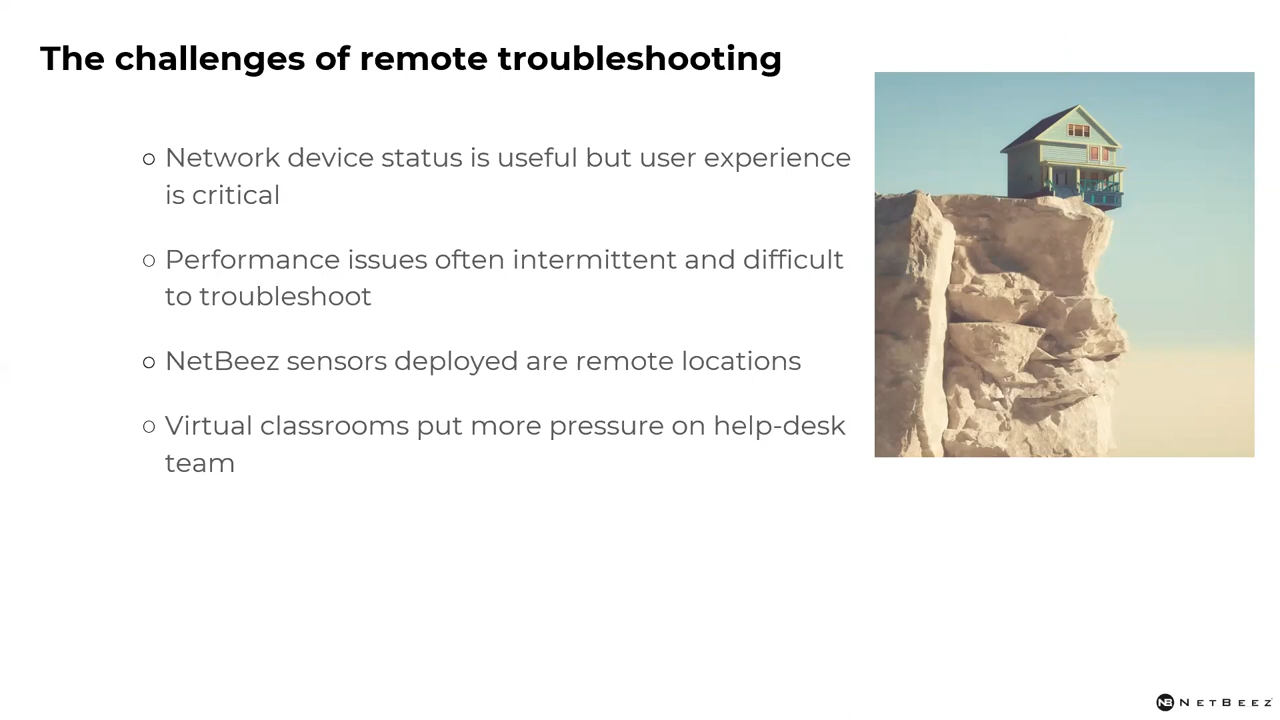 The challenges of remote troubleshooting
○ Network device status is useful but user experience
is critical
○ Performance issues often intermittent and difficult
to troubleshoot
○ NetBeez sensors deployed are remote locations
○ Virtual classrooms put more pressure on help-desk
team
NB NETBEEZ